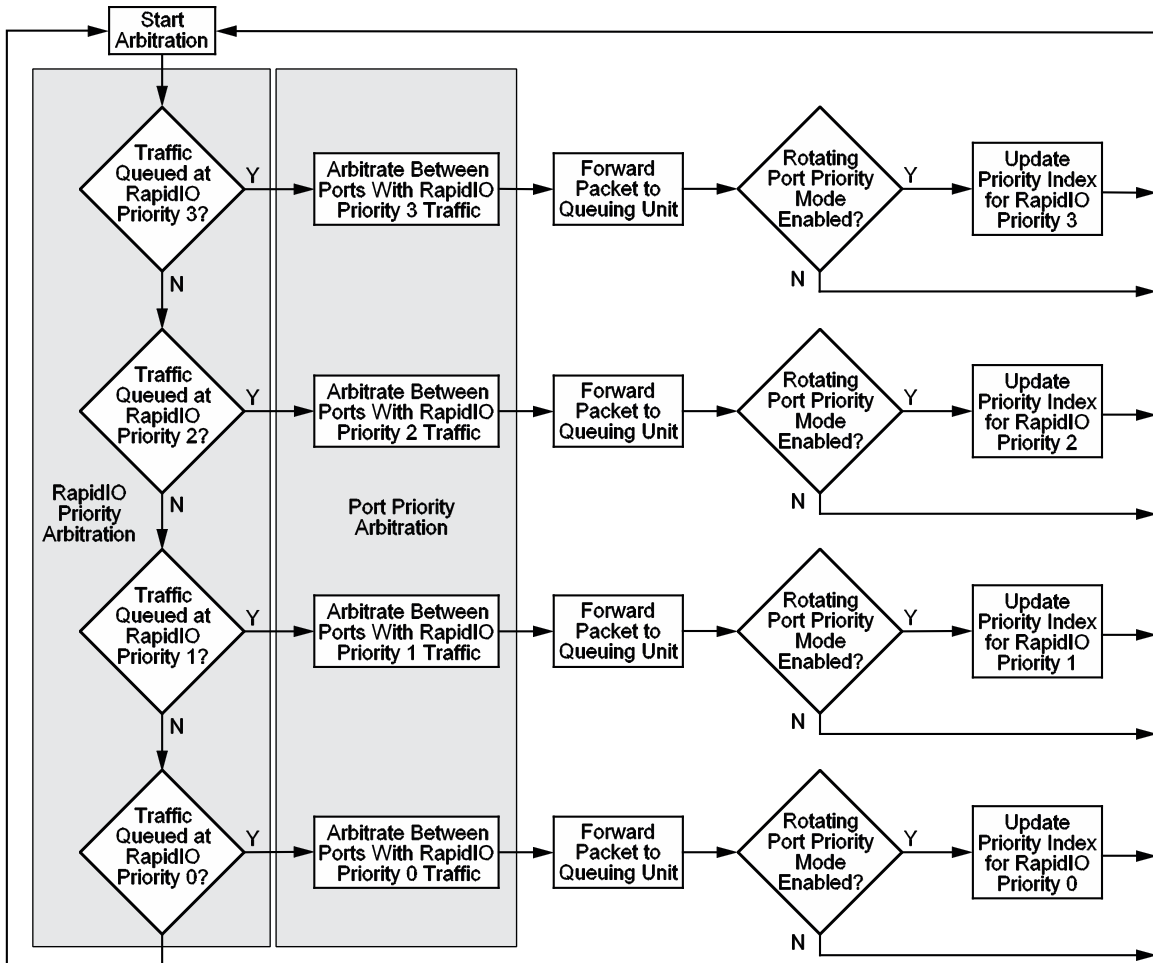 Start
Arbitration
Traffic
Queued at
RapidIO
Priority 3?
Y
Arbitrate Between
Ports With RapidIO
Priority 3 Traffic
Forward
Packet to
Queuing Unit
Rotating
Port Priority
Mode
Enabled?
Y
Update
Priority Index
for RapidIO
Priority 3
N
N
Traffic
Queued at
RapidIO
Priority 2?
Y
Arbitrate Between
Ports With RapidIO
Priority 2 Traffic
Forward
Packet to
Queuing Unit
Rotating
Port Priority
Mode
Enabled?
Y
Update
Priority Index
for RapidIO
Priority 2
N
N
RapidIO
Priority
Arbitration
Port Priority
Arbitration
Traffic
Queued at
RapidIO
Priority 1?
Y
Arbitrate Between
Ports With RapidIO
Priority 1 Traffic
Forward
Packet to
Queuing Unit
Rotating
Port Priority
Mode
Enabled?
Y
Update
Priority Index
for RapidIO
Priority 1
N
N
Traffic
Queued at
RapidIO
Priority 0?
Y
Arbitrate Between
Ports With RapidIO
Priority 0 Traffic
Forward
Packet to
Queuing Unit
Rotating
Port Priority
Mode
Enabled?
Y
Update
Priority Index
for RapidIO
Priority 0
N